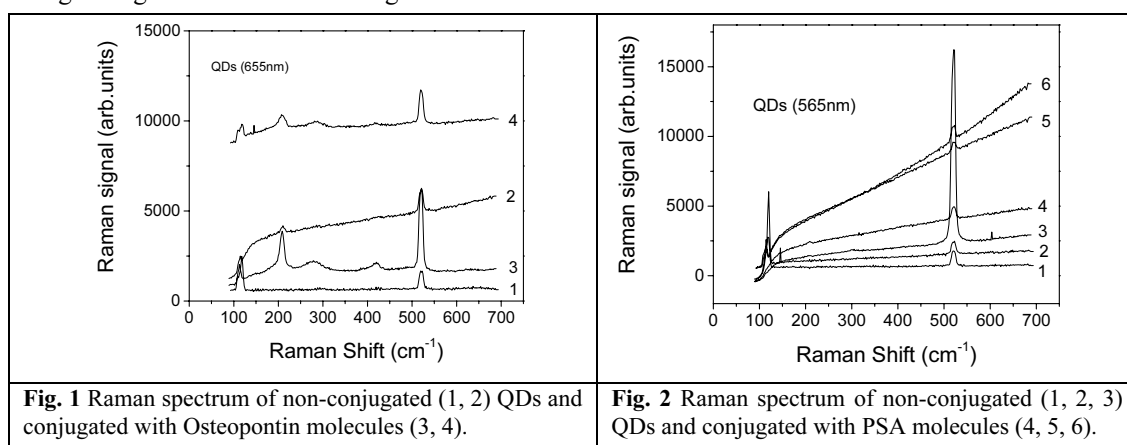 15000
10000
5000
0
QDs (655nm)
4
2
3
1
0 100 200 300 400 500 600 700
Raman signal (arb.units)
Raman Shift (cm⁻¹)
15000
10000
5000
0
QDs (565nm)
6
5
4
3
2
1
0 100 200 300 400 500 600 700
Raman signal (arb.units)
Raman Shift (cm⁻¹)
Fig. 1 Raman spectrum of non-conjugated (1, 2) QDs and
conjugated with Osteopontin molecules (3, 4).
Fig. 2 Raman spectrum of non-conjugated (1, 2, 3)
QDs and conjugated with PSA molecules (4, 5, 6).